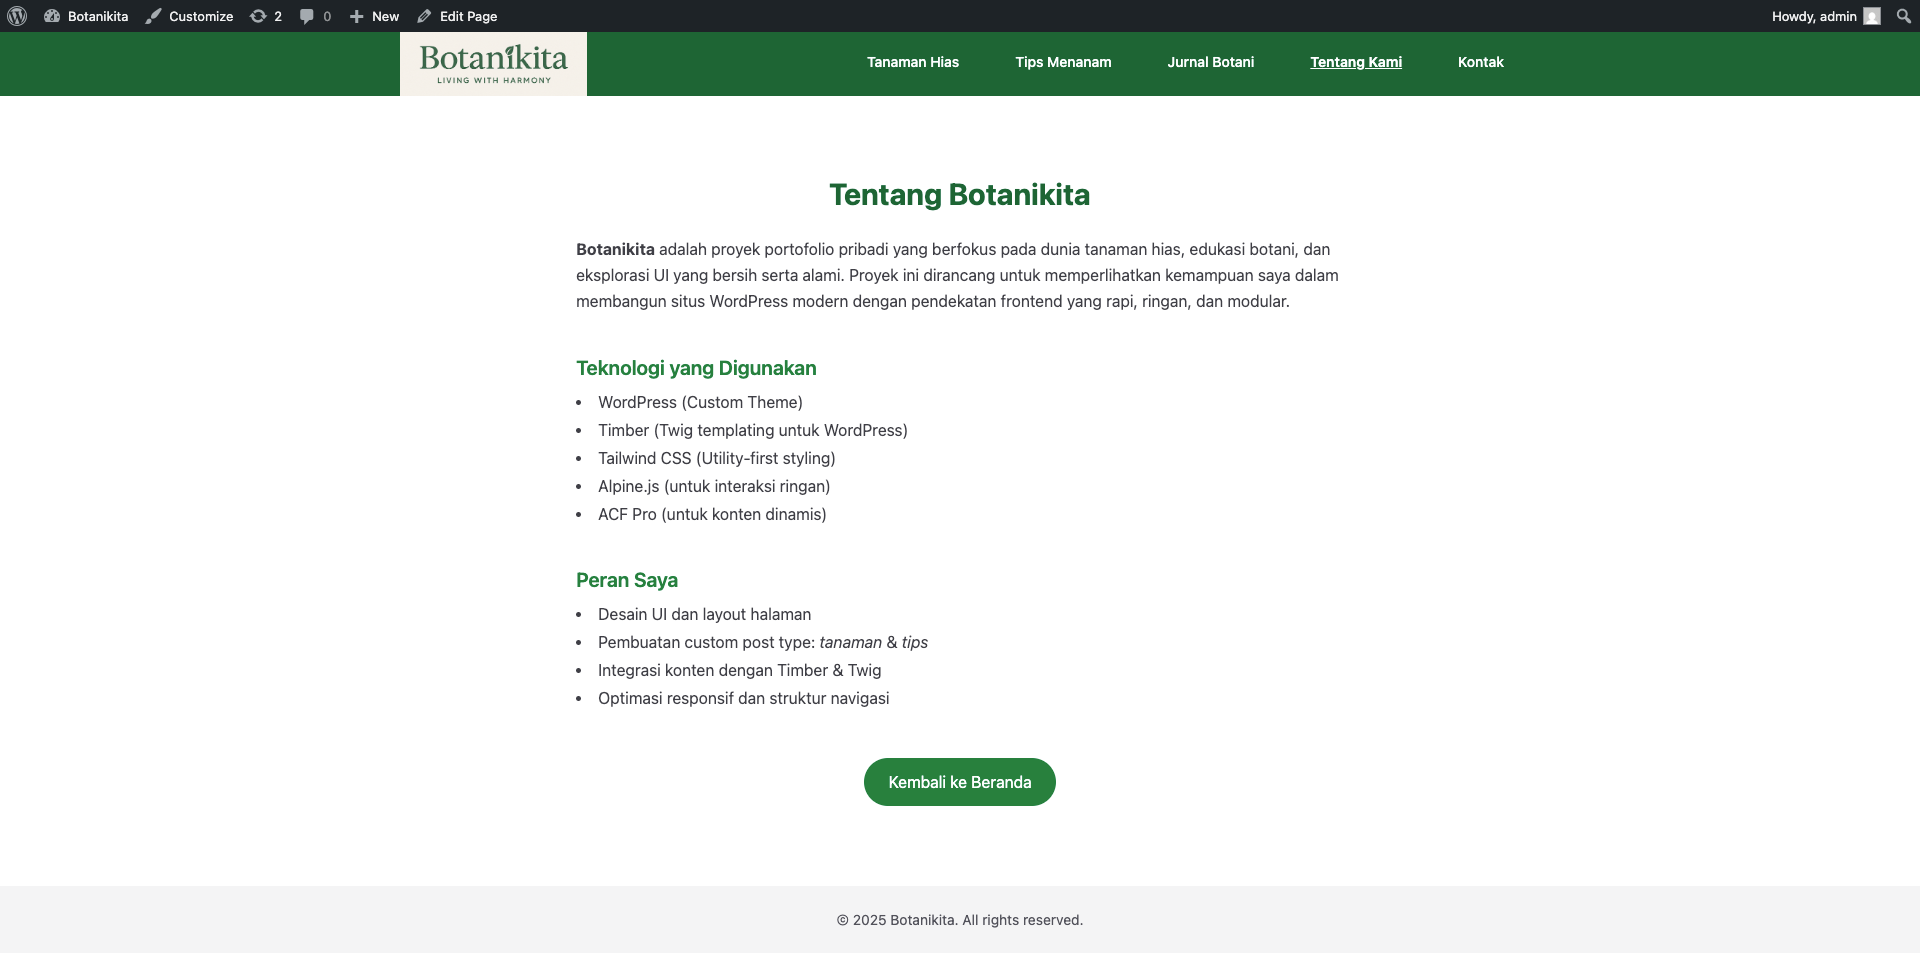 Botanikita Customize 2 0 New Edit Page Howdy, admin
Botanikita
LIVING WITH HARMONY
Tanaman Hias Tips Menanam Jurnal Botani Tentang Kami Kontak
Tentang Botanikita
Botanikita adalah proyek portofolio pribadi yang berfokus pada dunia tanaman hias, edukasi botani, dan
eksplorasi UI yang bersih serta alami. Proyek ini dirancang untuk memperlihatkan kemampuan saya dalam
membangun situs WordPress modern dengan pendekatan frontend yang rapi, ringan, dan modular.
Teknologi yang Digunakan
• WordPress (Custom Theme)
• Timber (Twig templating untuk WordPress)
• Tailwind CSS (Utility-first styling)
• Alpine.js (untuk interaksi ringan)
• ACF Pro (untuk konten dinamis)
Peran Saya
• Desain UI dan layout halaman
• Pembuatan custom post type: tanaman & tips
• Integrasi konten dengan Timber & Twig
• Optimasi responsif dan struktur navigasi
Kembali ke Beranda
© 2025 Botanikita. All rights reserved.